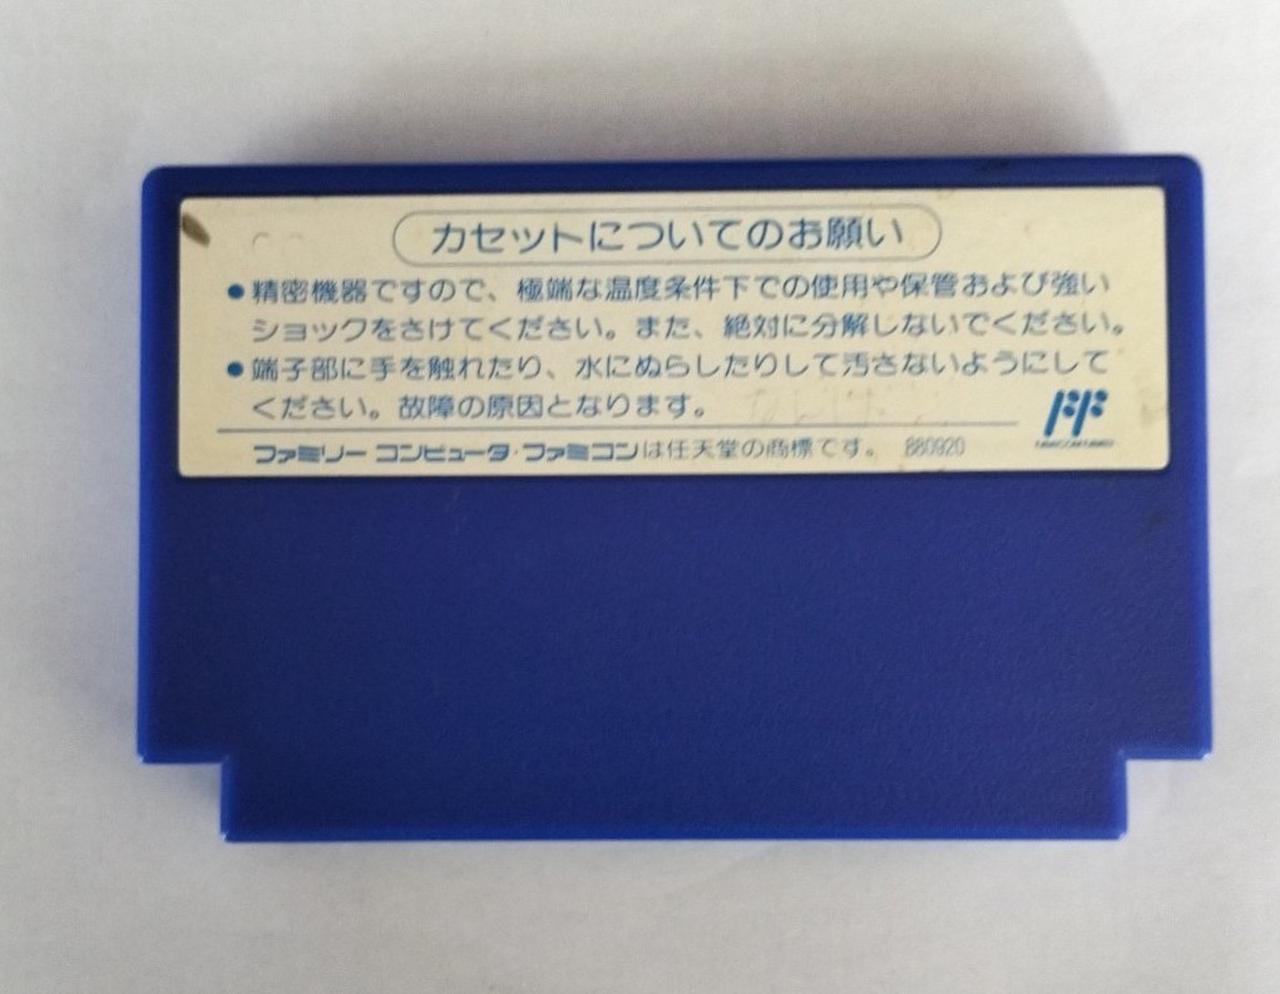 カセットについてのお願い
●精密機器ですので、極端な温度条件下での使用や保管および強い
ショックをさけてください。また、絶対に分解しないでください。
●端子部に手を触れたり、水にぬらしたりして汚さないようにして
ください。故障の原因となります。
ファミリー コンピュータ・ファミコンは任天堂の商標です。 880920
FF